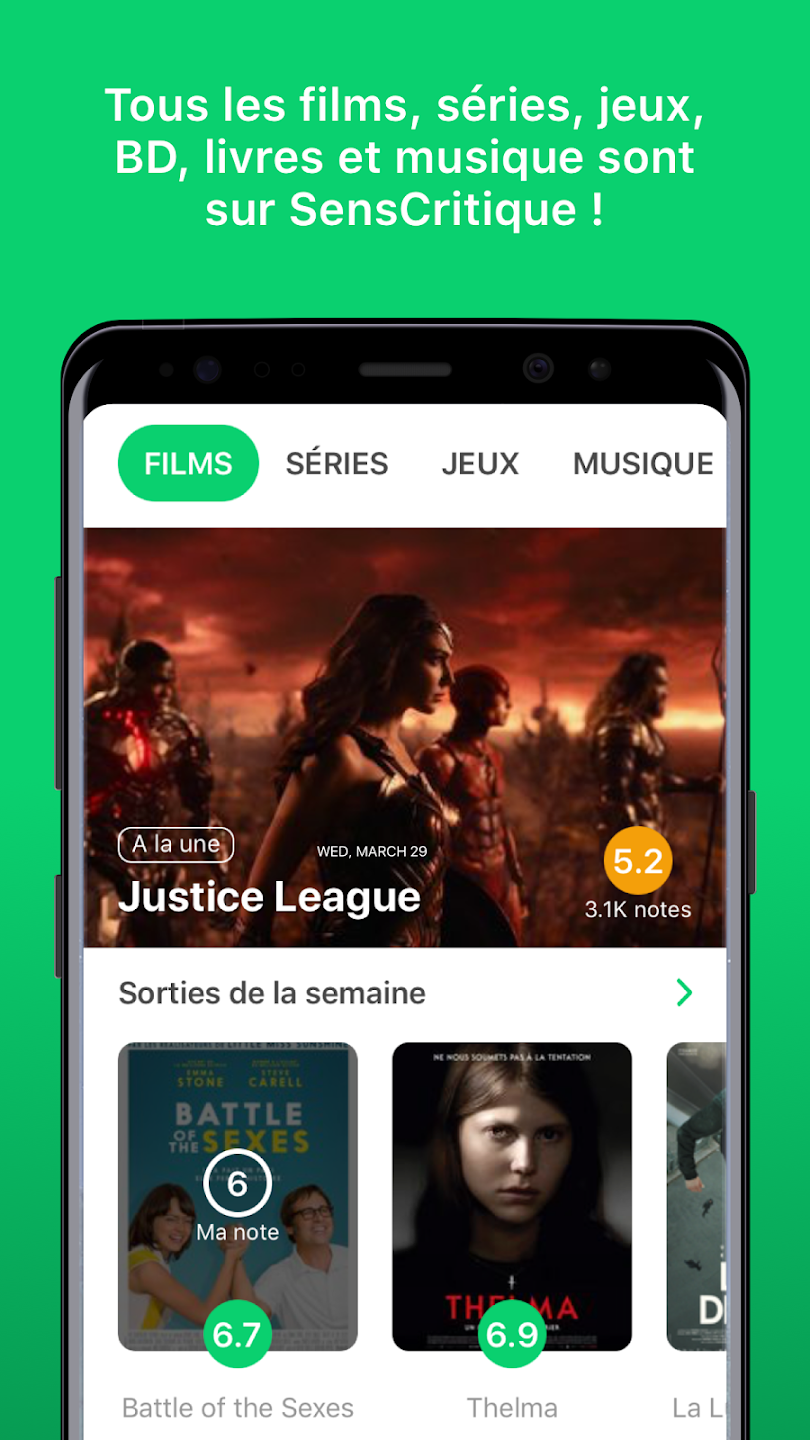 Tous les films, séries, jeux,
BD, livres et musique sont
sur SensCritique !
FILMS SÉRIES JEUX MUSIQUE
A la une
WED, MARCH 29
5.2
Justice League
3.1K notes
Sorties de la semaine
EMMA STONE STEVE CARELL
BATTLE
OF THE SEXES
6
Ma note
6.7
NE NOUS SOUMETS PAS À LA TENTATION
THELMA
6.9
D
Battle of the Sexes
Thelma
La L